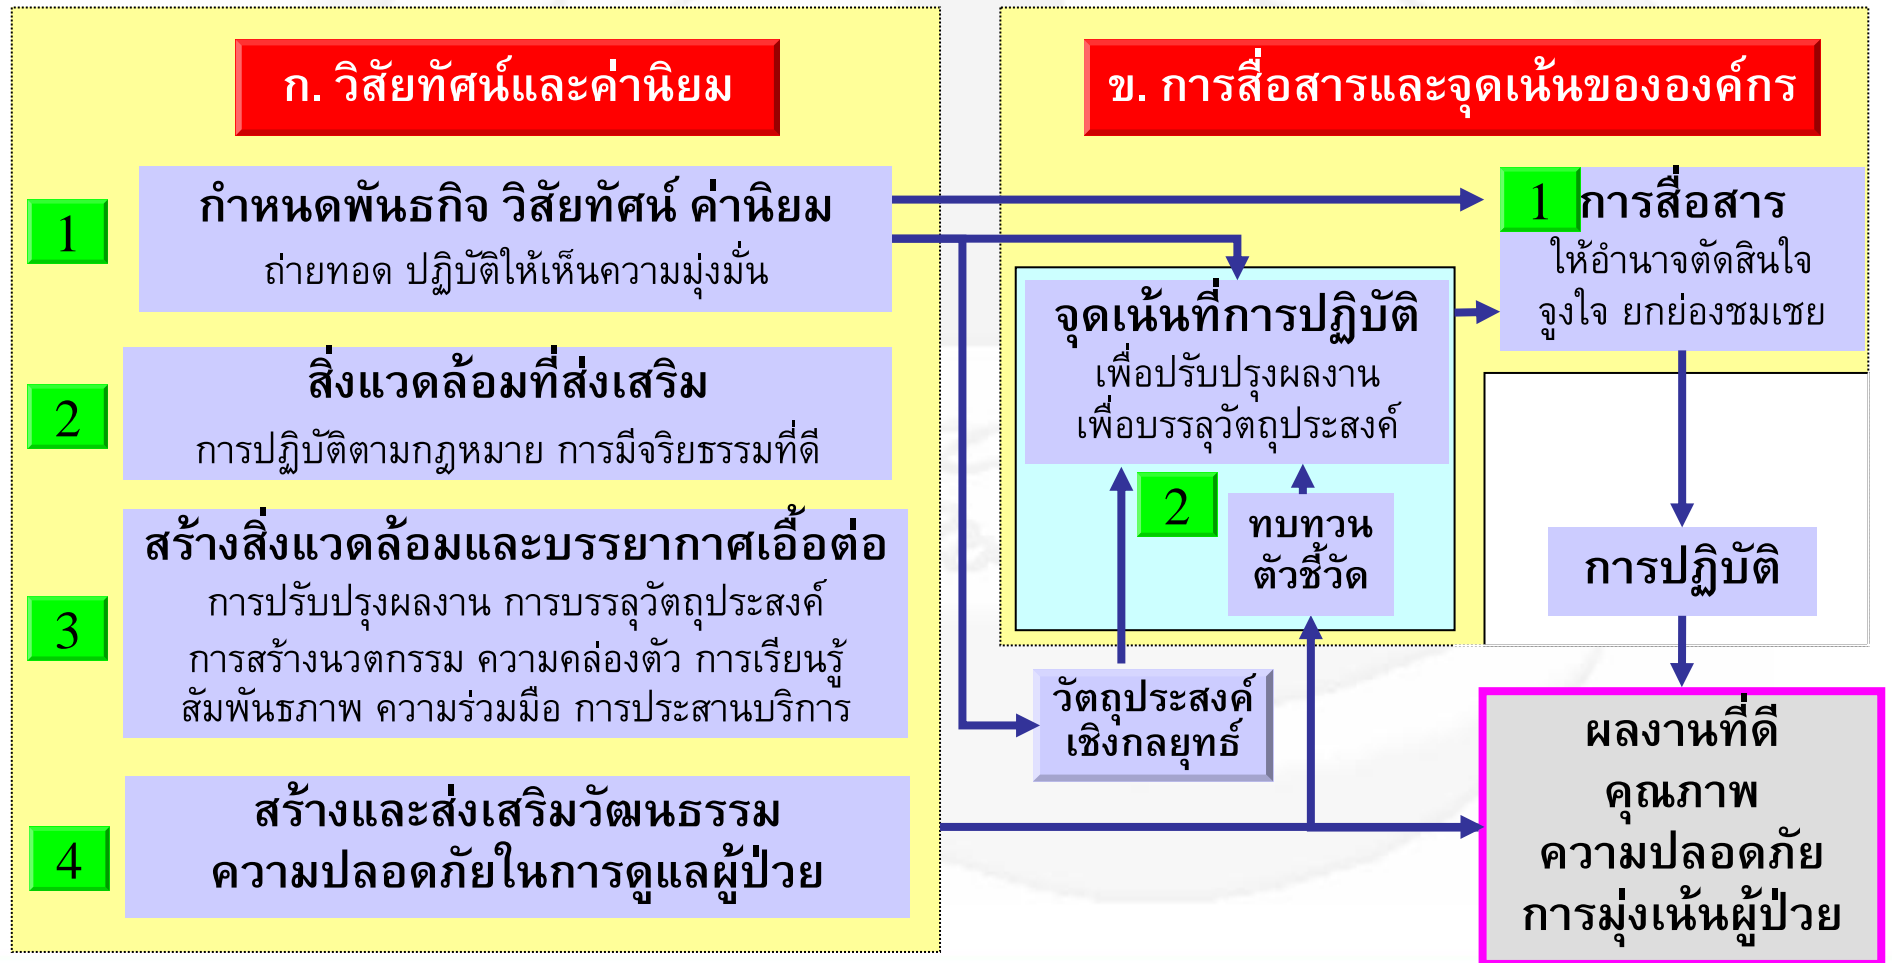 ก. วิสัยทัศน์และค่านิยม
1
กำหนดพันธกิจ วิสัยทัศน์ ค่านิยม
ถ่ายทอด ปฏิบัติให้เห็นความมุ่งมั่น
2
สิ่งแวดล้อมที่ส่งเสริม
การปฏิบัติตามกฎหมาย การมีจริยธรรมที่ดี
3
สร้างสิ่งแวดล้อมและบรรยากาศเอื้อต่อ
การปรับปรุงผลงาน การบรรลุวัตถุประสงค์
การสร้างนวตกรรม ความคล่องตัว การเรียนรู้
สัมพันธภาพ ความร่วมมือ การประสานบริการ
4
สร้างและส่งเสริมวัฒนธรรม
ความปลอดภัยในการดูแลผู้ป่วย
ข. การสื่อสารและจุดเน้นขององค์กร
1 การสื่อสาร
ให้อำนาจตัดสินใจ
จูงใจ ยกย่องชมเชย
จุดเน้นที่การปฏิบัติ
เพื่อปรับปรุงผลงาน
เพื่อบรรลุวัตถุประสงค์
2
ทบทวน
ตัวชี้วัด
การปฏิบัติ
วัตถุประสงค์
เชิงกลยุทธ์
ผลงานที่ดี
คุณภาพ
ความปลอดภัย
การมุ่งเน้นผู้ป่วย